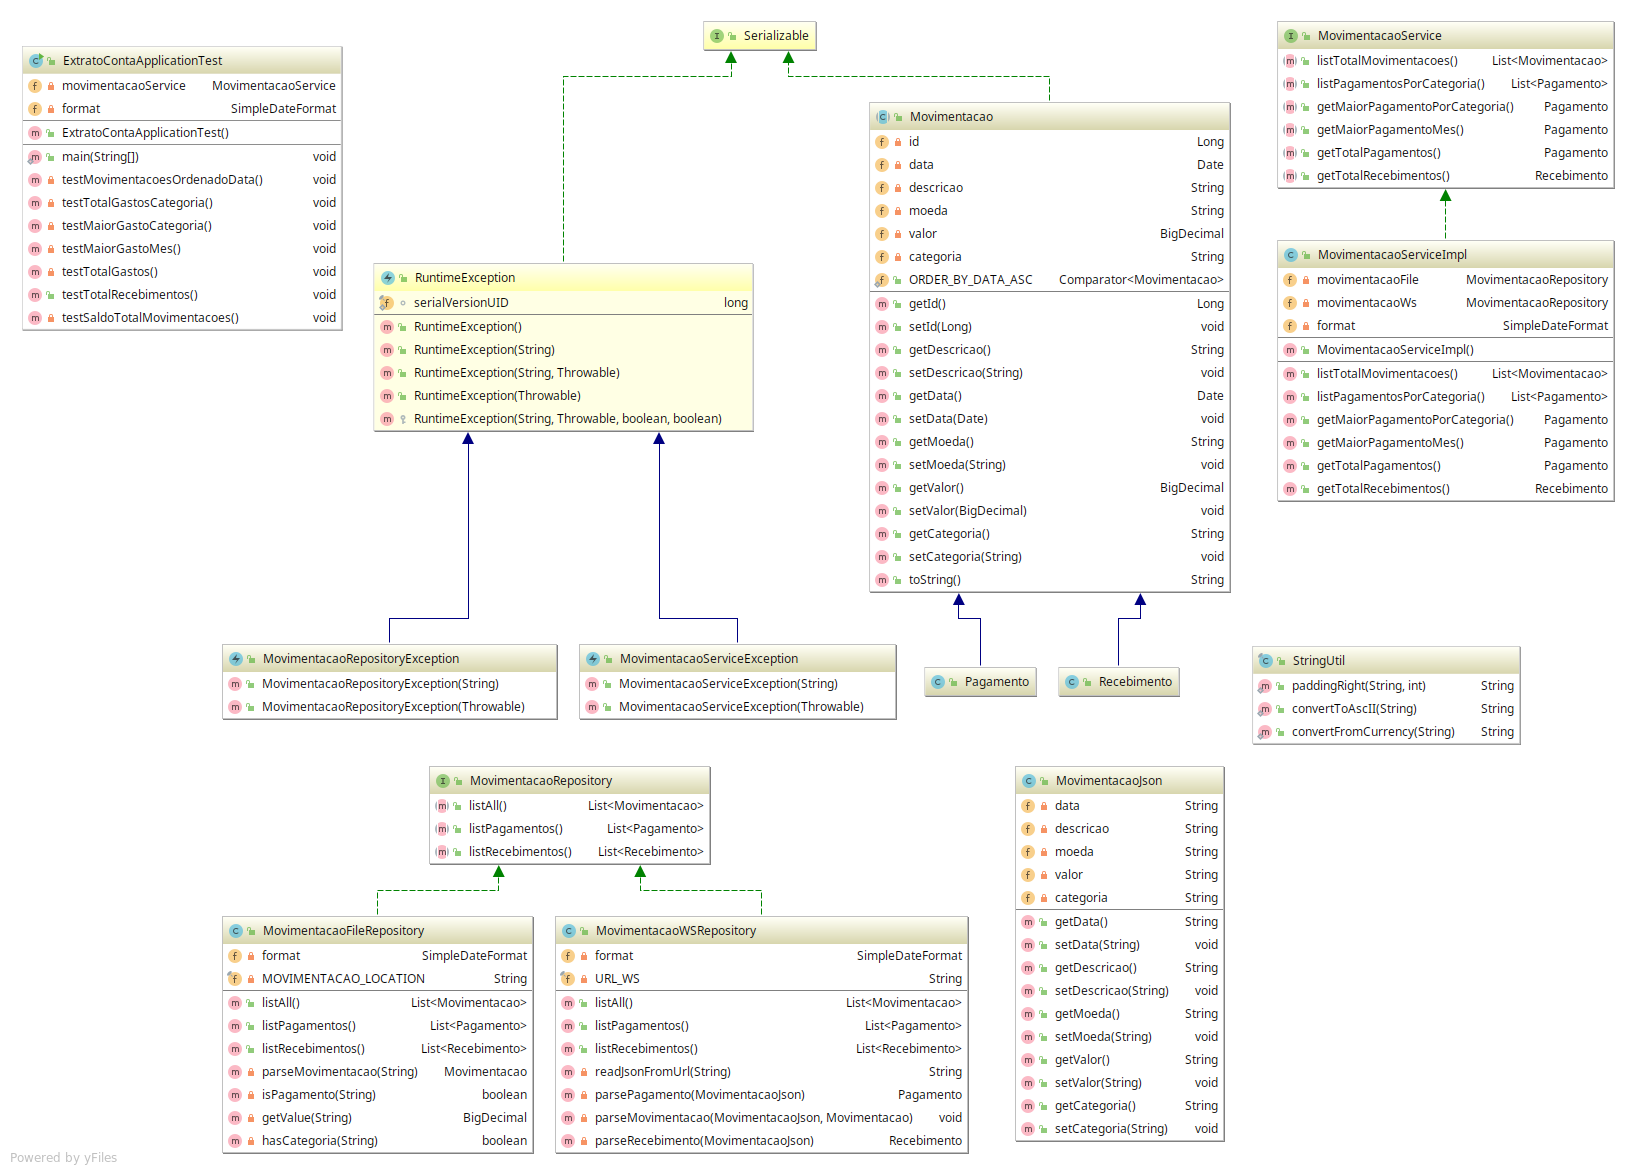 Serializable
ExtratoContaApplicationTest
movimentacaoService MovimentacaoService
format SimpleDateFormat
ExtratoContaApplicationTest()
main(String[]) void
testMovimentacoesOrdenadoData() void
testTotalGastosCategoria() void
testMaiorGastoCategoria() void
testMaiorGastoMes() void
testTotalGastos() void
testTotalRecebimentos() void
testSaldoTotalMovimentacoes() void
RuntimeException
serialVersionUID long
RuntimeException()
RuntimeException(String)
RuntimeException(String, Throwable)
RuntimeException(Throwable)
RuntimeException(String, Throwable, boolean, boolean)
Movimentacao
id Long
data Date
descricao String
moeda String
valor BigDecimal
categoria String
ORDER_BY_DATA_ASC Comparator<Movimentacao>
getId() Long
setId(Long) void
getDescricao() String
setDescricao(String) void
getData() Date
setData(Date) void
getMoeda() String
setMoeda(String) void
getValor() BigDecimal
setValor(BigDecimal) void
getCategoria() String
setCategoria(String) void
toString() String
MovimentacaoService
listTotalMovimentacoes() List<Movimentacao>
listPagamentosPorCategoria() List<Pagamento>
getMaiorPagamentoPorCategoria() Pagamento
getMaiorPagamentoMes() Pagamento
getTotalPagamentos() Pagamento
getTotalRecebimentos() Recebimento
MovimentacaoServiceImpl
movimentacaoFile MovimentacaoRepository
movimentacaoWs MovimentacaoRepository
format SimpleDateFormat
MovimentacaoServiceImpl()
listTotalMovimentacoes() List<Movimentacao>
listPagamentosPorCategoria() List<Pagamento>
getMaiorPagamentoPorCategoria() Pagamento
getMaiorPagamentoMes() Pagamento
getTotalPagamentos() Pagamento
getTotalRecebimentos() Recebimento
MovimentacaoRepositoryException
MovimentacaoRepositoryException(String)
MovimentacaoRepositoryException(Throwable)
MovimentacaoServiceException
MovimentacaoServiceException(String)
MovimentacaoServiceException(Throwable)
Pagamento
Recebimento
StringUtil
paddingRight(String, int) String
convertToAscII(String) String
convertFromCurrency(String) String
MovimentacaoRepository
listAll() List<Movimentacao>
listPagamentos() List<Pagamento>
listRecebimentos() List<Recebimento>
MovimentacaoFileRepository
format SimpleDateFormat
MOVIMENTACAO_LOCATION String
listAll() List<Movimentacao>
listPagamentos() List<Pagamento>
listRecebimentos() List<Recebimento>
parseMovimentacao(String) Movimentacao
isPagamento(String) boolean
getValue(String) BigDecimal
hasCategoria(String) boolean
MovimentacaoWSRepository
format SimpleDateFormat
URL_WS String
listAll() List<Movimentacao>
listPagamentos() List<Pagamento>
listRecebimentos() List<Recebimento>
readJsonFromUrl(String) String
parsePagamento(MovimentacaoJson) Pagamento
parseMovimentacao(MovimentacaoJson, Movimentacao) void
parseRecebimento(MovimentacaoJson) Recebimento
MovimentacaoJson
data String
descricao String
moeda String
valor String
categoria String
getData() String
setData(String) void
getDescricao() String
setDescricao(String) void
getMoeda() String
setMoeda(String) void
getValor() String
setValor(String) void
getCategoria() String
setCategoria(String) void
Powered by yFiles